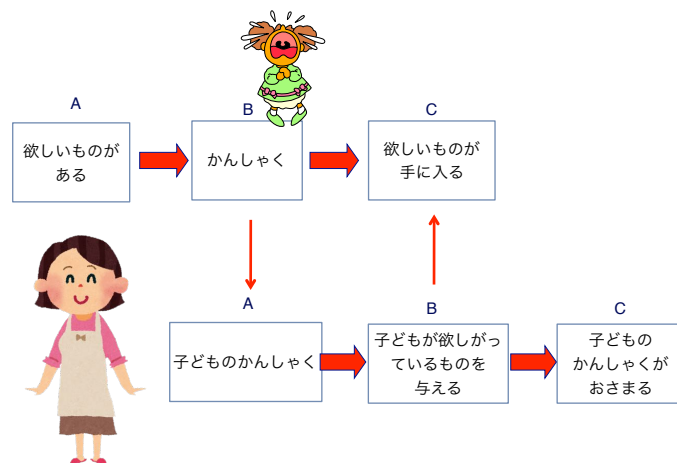 A
B
C
欲しいものが
ある
かんしゃく
欲しいものが
手に入る
A
B
C
子どものかんしゃく
子どもが欲しがっ
ているものを
与える
子どもの
かんしゃくが
おさまる